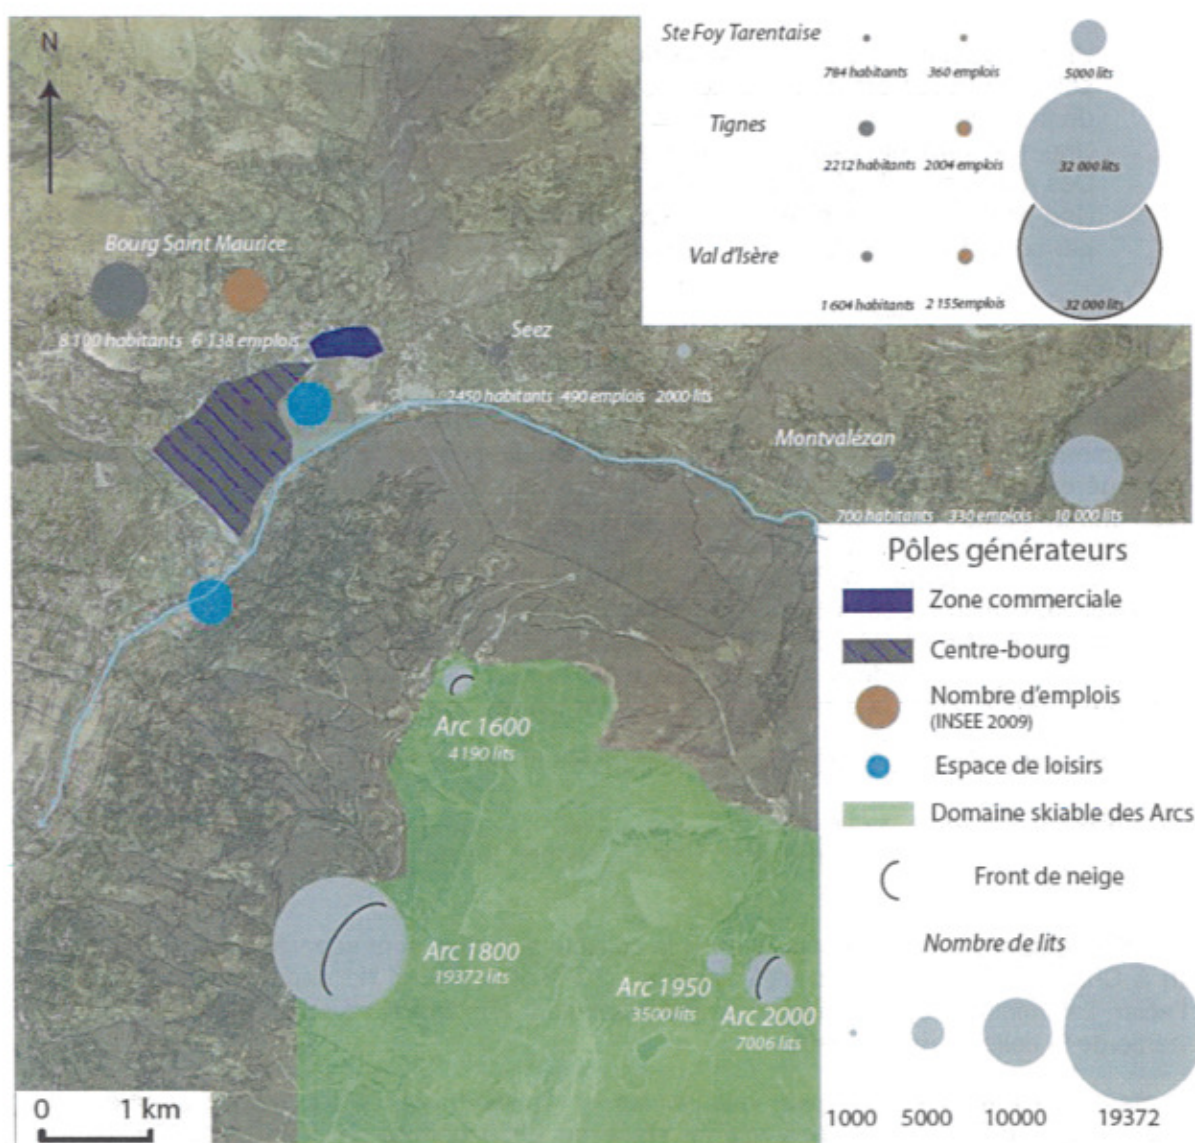 N
Ste Foy Tarentaise
784 habitants 360 emplois 5000 lits
Tignes
2212 habitants 2004 emplois 32 000 lits
Val d'Isère
1 604 habitants 2 155emplois 32 000 lits
Bourg Saint Maurice
8 100 habitants 6 138 emplois
Seez
2450 habitants 490 emplois 2000 lits
Montvalézan
700 habitants 330 emplois 10 000 lits
Arc 1600
4190 lits
Arc 1800
19372 lits
Arc 1950
3500 lits
Arc 2000
7006 lits
0 1 km
Pôles générateurs
Zone commerciale
Centre-bourg
Nombre d'emplois
(INSEE 2009)
Espace de loisirs
Domaine skiable des Arcs
Front de neige
Nombre de lits
1000 5000 10000 19372